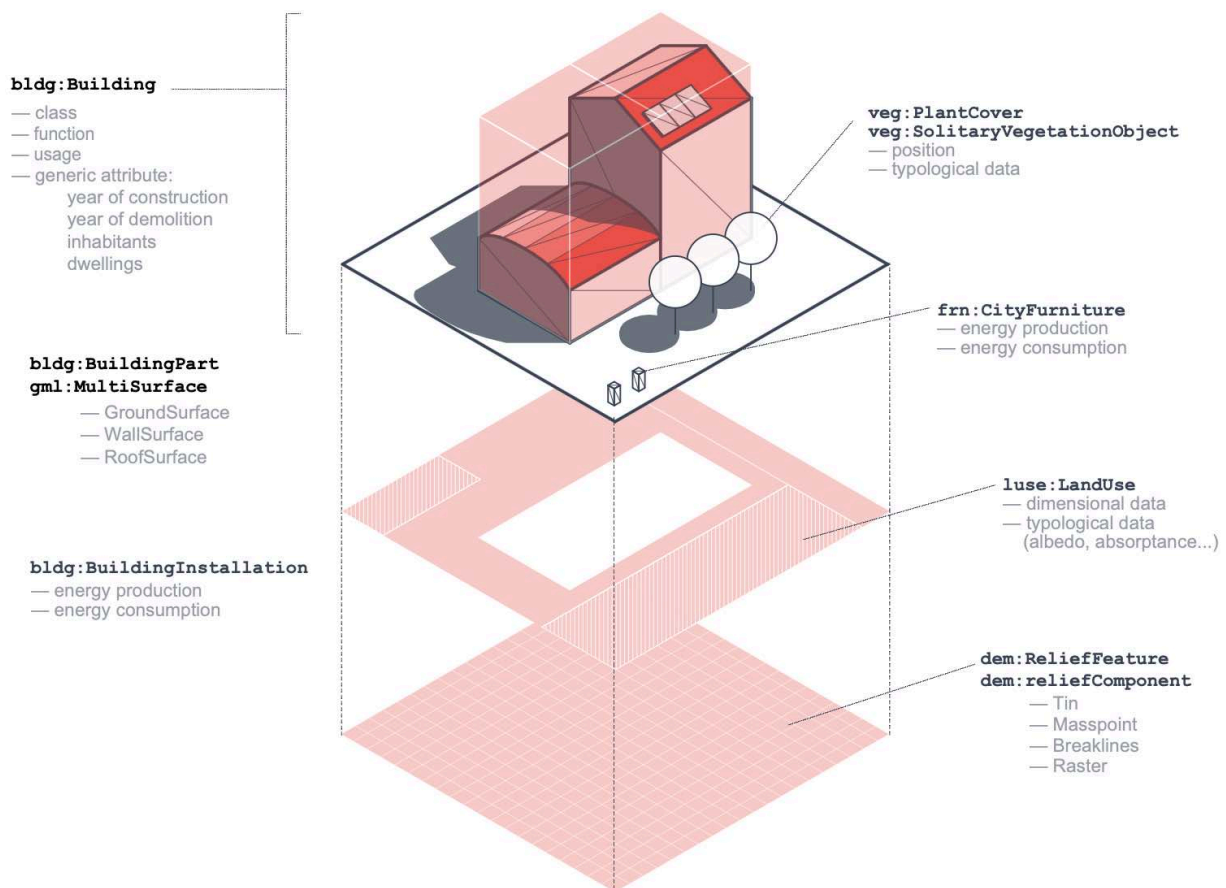 bldg:Building
— class
— function
— usage
— generic attribute:
year of construction
year of demolition
inhabitants
dwellings
bldg:BuildingPart
gml:MultiSurface
— GroundSurface
— WallSurface
— RoofSurface
bldg:BuildingInstallation
— energy production
— energy consumption
veg:PlantCover
veg:SolitaryVegetationObject
— position
— typological data
frn:CityFurniture
— energy production
— energy consumption
luse:LandUse
— dimensional data
— typological data
(albedo, absorptance...)
dem:ReliefFeature
dem:reliefComponent
— Tin
— Masspoint
— Breaklines
— Raster